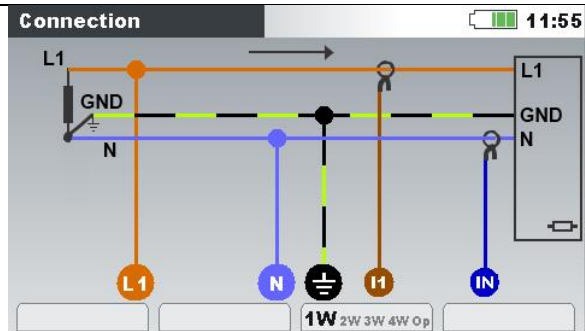 Connection 11:55
L1
L1
GND
GND
N
N
L1 N I1 IN
1W 2W 3W 4W Op